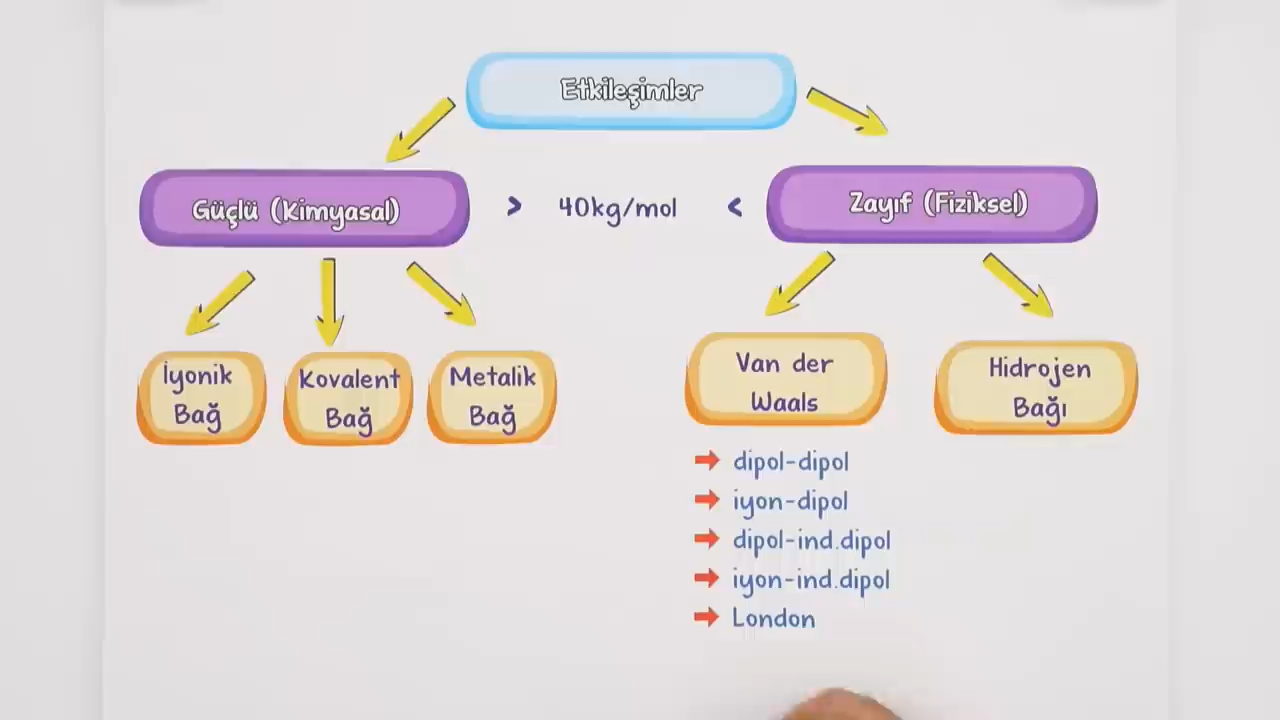 Etkileşimler
Güçlü (Kimyasal)
> 40kg/mol <
Zayıf (Fiziksel)
İyonik
Bağ
Kovalent
Bağ
Metalik
Bağ
Van der
Waals
Hidrojen
Bağı
dipol-dipol
iyon-dipol
dipol-ind.dipol
iyon-ind.dipol
London